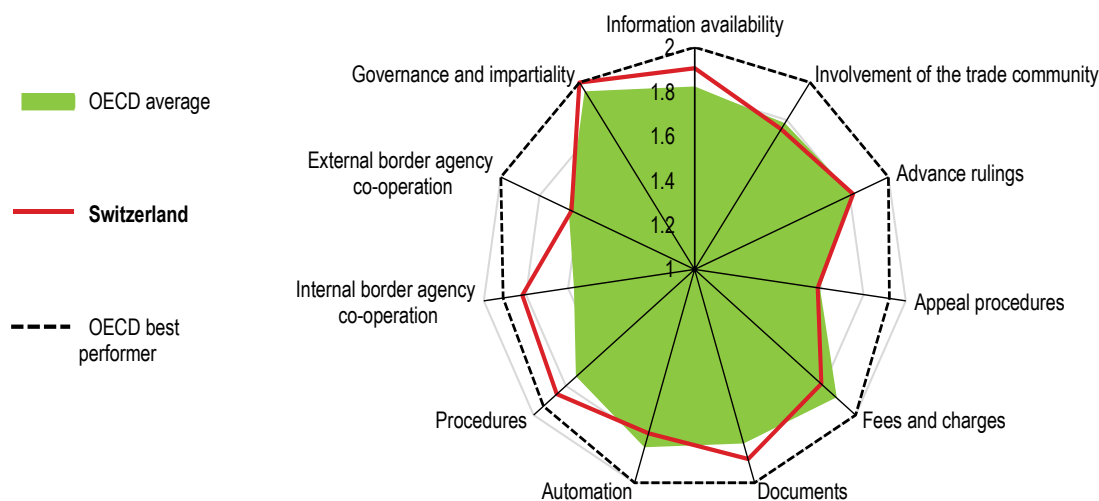 Information availability
2
Governance and impartiality
Involvement of the trade community
1.8
OECD average
1.6
External border agency
co-operation
Advance rulings
1.4
Switzerland
1.2
1
Internal border agency
co-operation
Appeal procedures
OECD best
performer
Procedures
Fees and charges
Automation
Documents